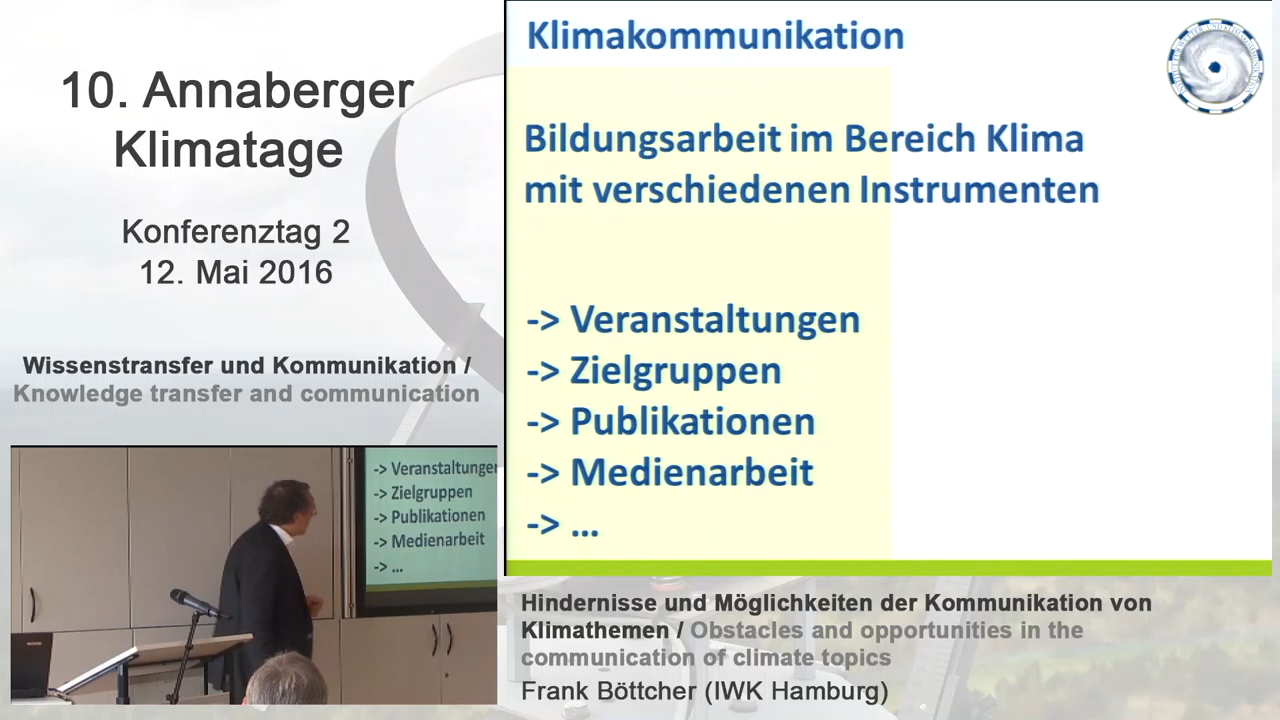 10. Annaberger
Klimatage
Konferenztag 2
12. Mai 2016
Wissenstransfer und Kommunikation /
Knowledge transfer and communication
-> Veranstaltungen
-> Zielgruppen
-> Publikationen
-> Medienarbeit
-> ...
Klimakommunikation
Bildungsarbeit im Bereich Klima
mit verschiedenen Instrumenten
-> Veranstaltungen
-> Zielgruppen
-> Publikationen
-> Medienarbeit
-> ...
Hindernisse und Möglichkeiten der Kommunikation von
Klimathemen / Obstacles and opportunities in the
communication of climate topics
Frank Böttcher (IWK Hamburg)